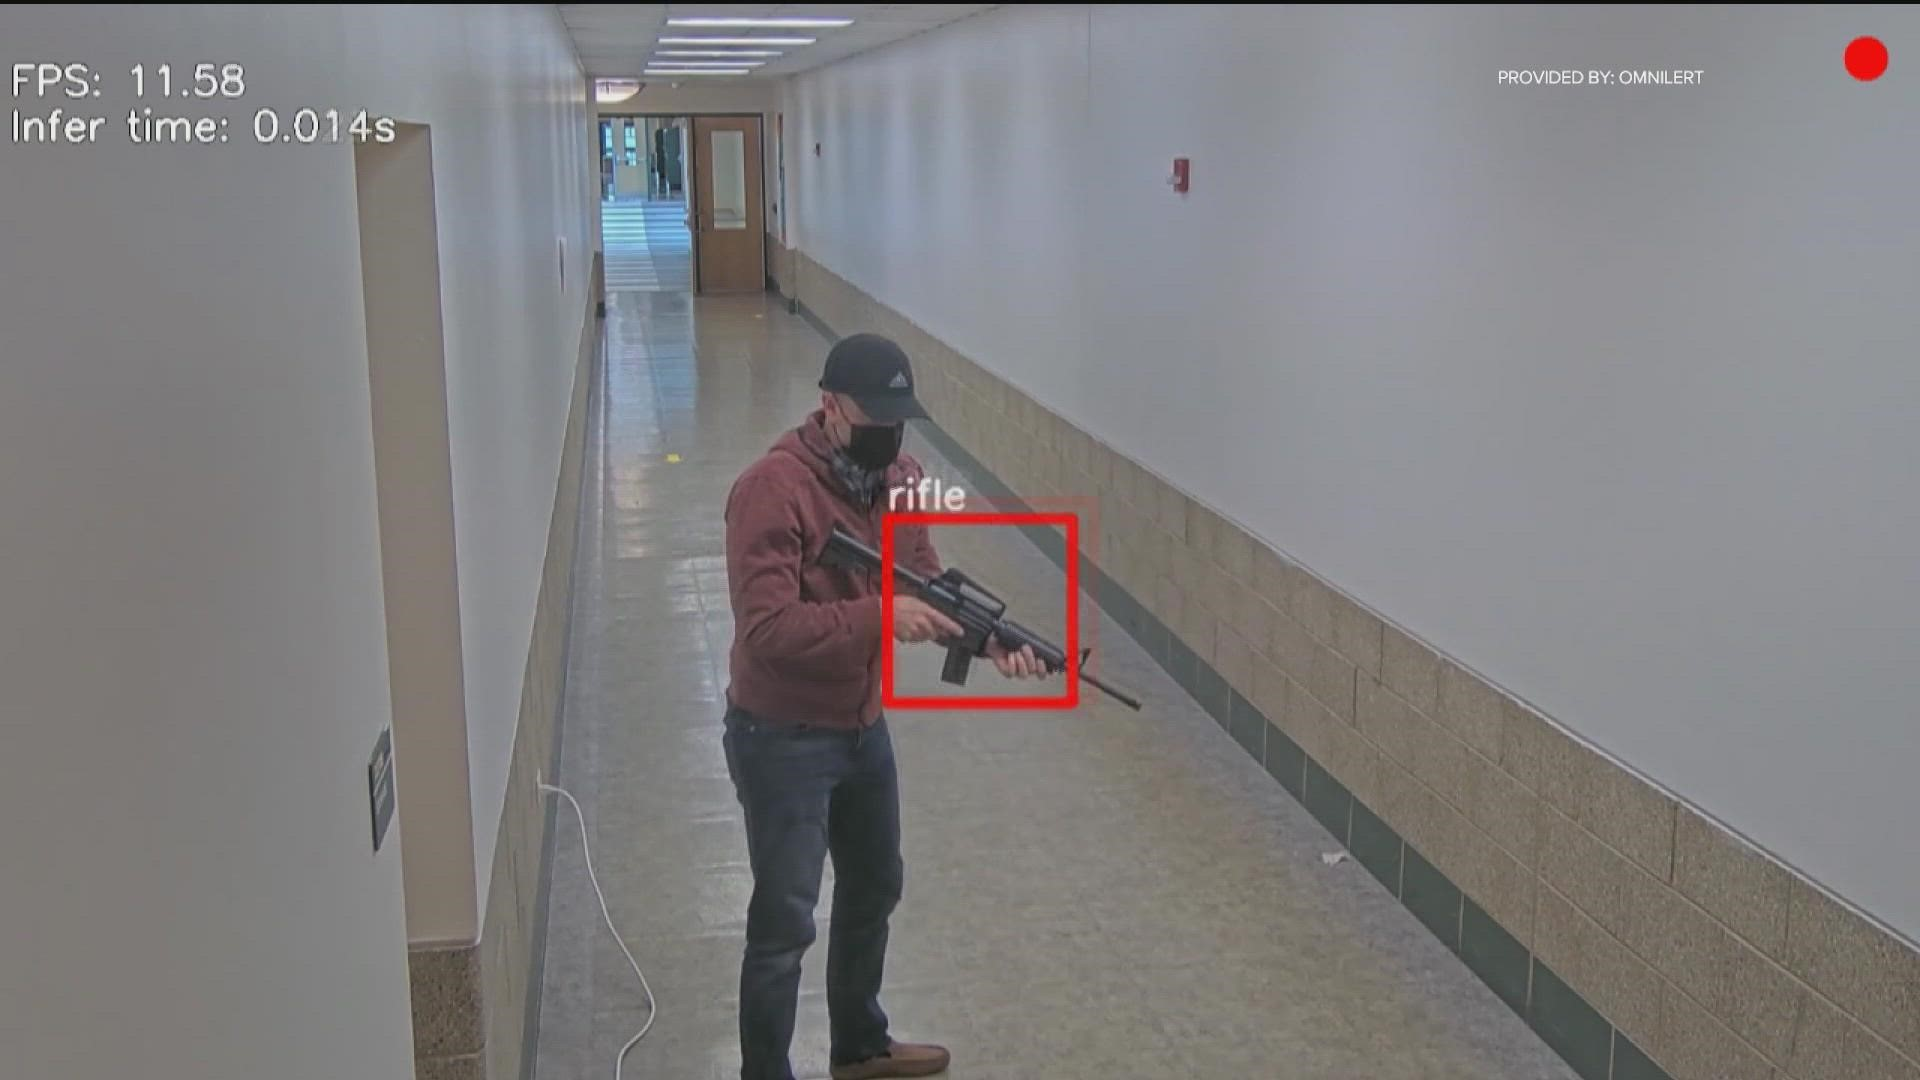 FPS: 11.58
Infer time: 0.014s
PROVIDED BY: OMNILERT
rifle